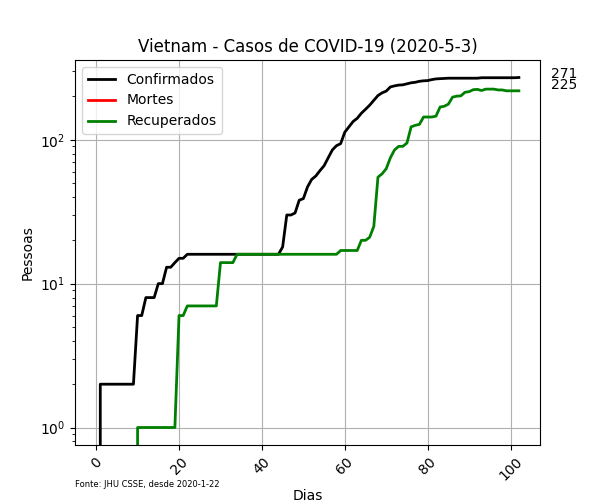 Vietnam - Casos de COVID-19 (2020-5-3)
Confirmados
Mortes
Recuperados
271
225
10²
10¹
10⁰
Pessoas
0
20
40
60
80
100
Dias
Fonte: JHU CSSE, desde 2020-1-22